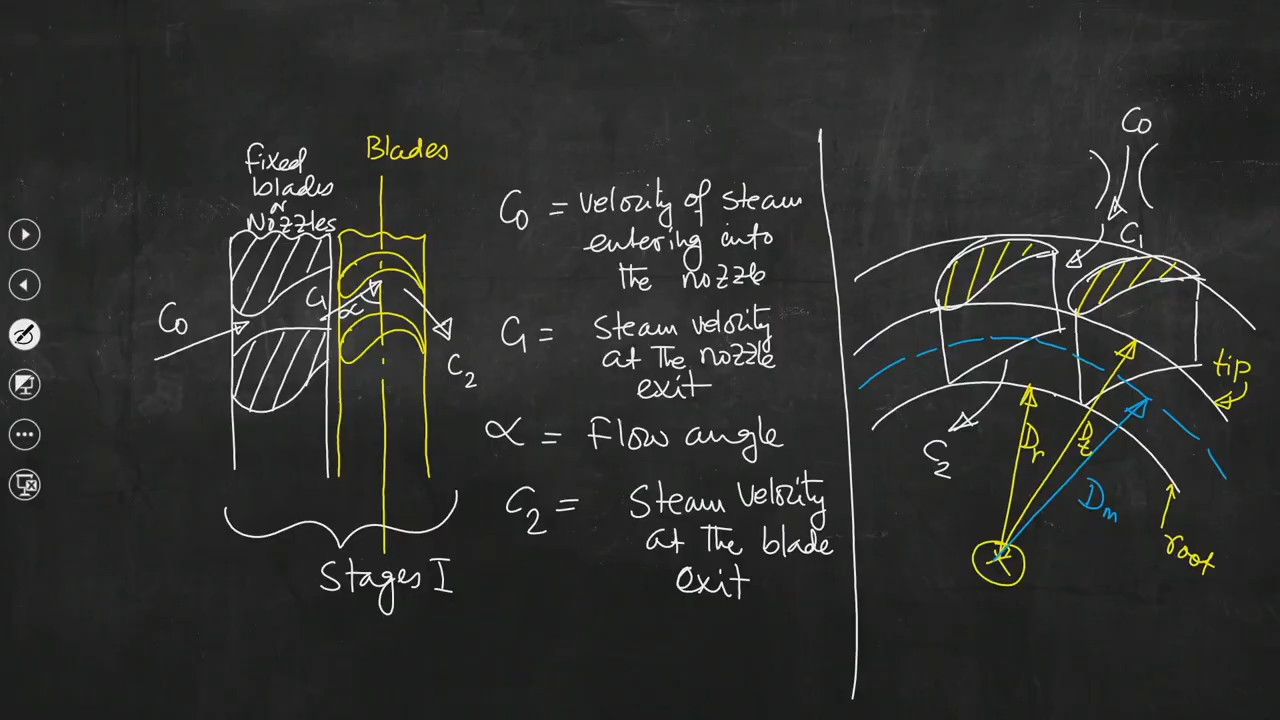 fixed
blades
or
Nozzles
Blades
C0
C1
α
C2
Stages I
C0 = velocity of steam
entering into
the nozzle
C1 = Steam velocity
at the nozzle
exit
α = Flow angle
C2 = Steam velocity
at the blade
exit
C0
C1
tip
C2
Dr
Dt
Dm
root